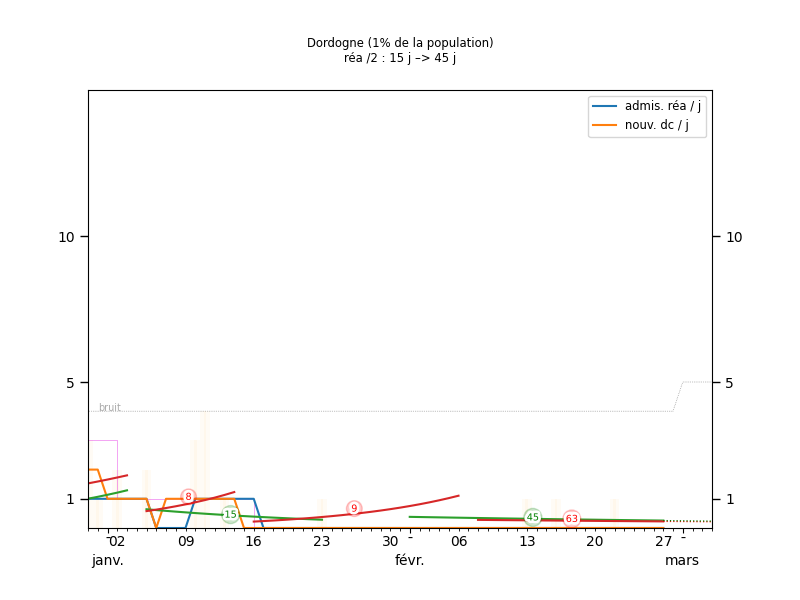 Dordogne (1% de la population)
réa /2 : 15 j –> 45 j
admis. réa / j
nouv. dc / j
10
10
5
5
bruit
1
1
8
15
9
45
63
02
09
16
23
30
06
13
20
27
janv.
févr.
mars